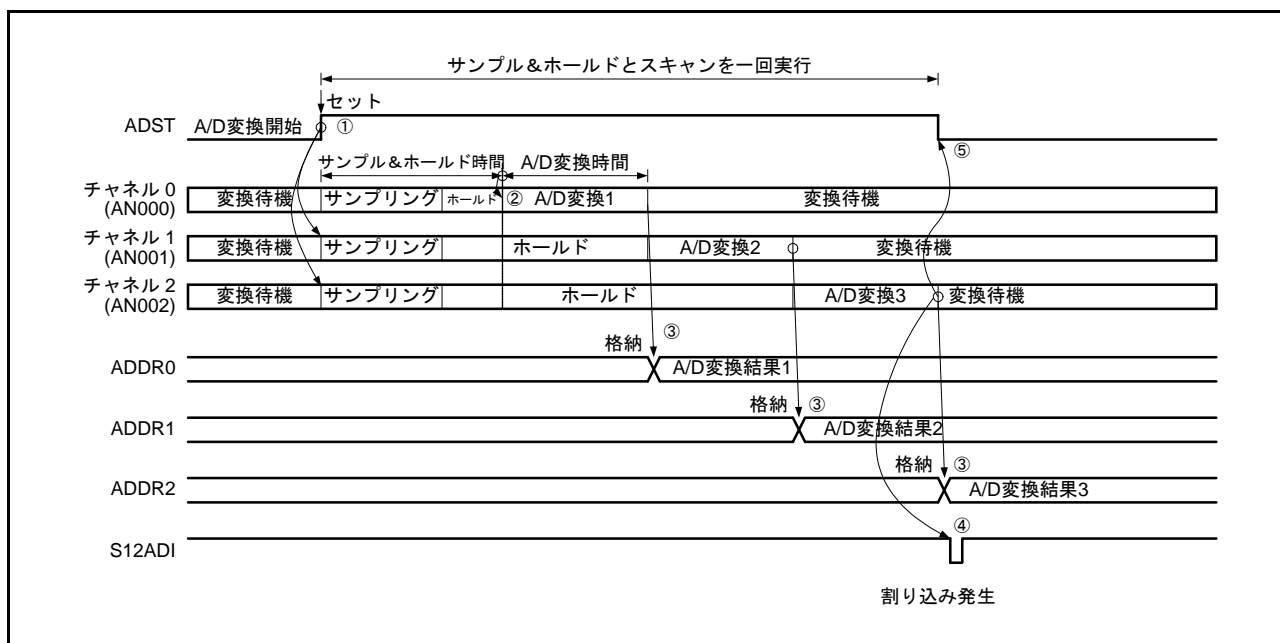 サンプル＆ホールドとスキャンを一回実行
セット
ADST A/D変換開始 ① ⑤
サンプル＆ホールド時間 A/D変換時間
チャネル 0
(AN000) 変換待機 サンプリング ホールド ② A/D変換1 変換待機
チャネル 1
(AN001) 変換待機 サンプリング ホールド A/D変換2 変換待機
チャネル 2
(AN002) 変換待機 サンプリング ホールド A/D変換3 変換待機
格納 ③
ADDR0 A/D変換結果1
格納 ③
ADDR1 A/D変換結果2
格納 ③
ADDR2 A/D変換結果3
④
S12ADI
割り込み発生